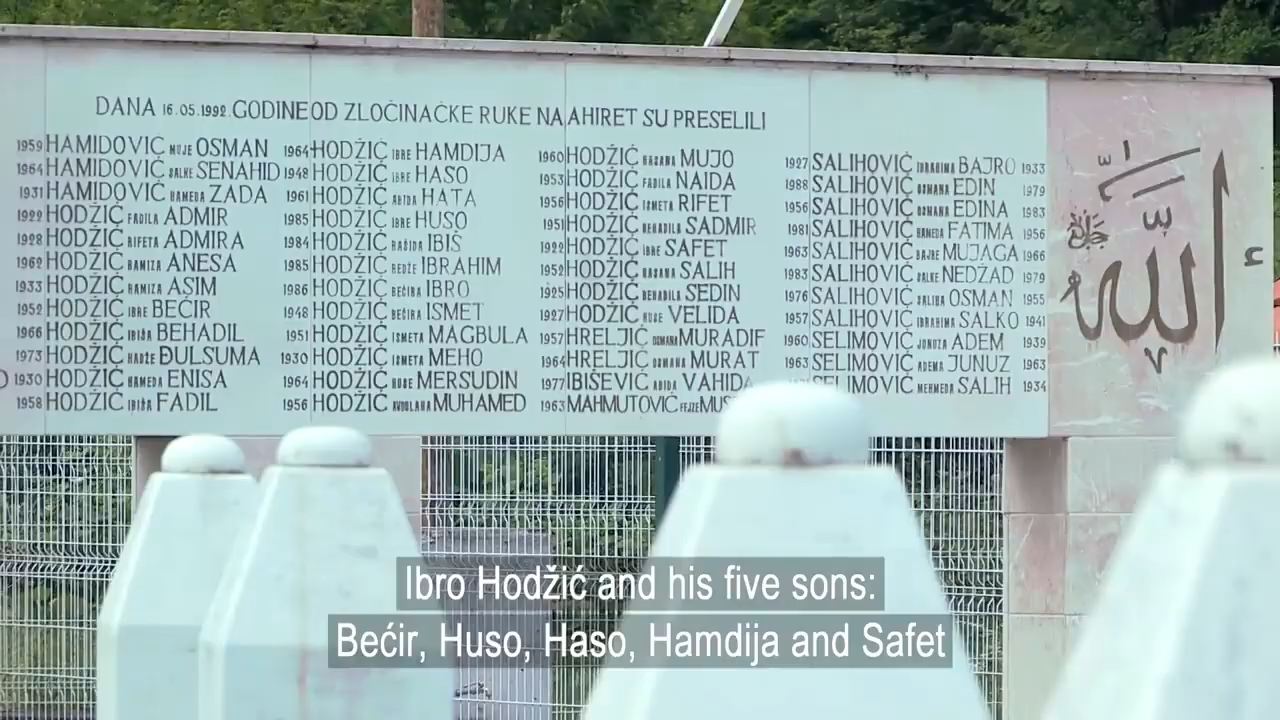 DANA 16.05.1992. GODINE OD ZLOČINAČKE RUKE NA AHIRET SU PRESELILI
1959
1964
1931
1922
1928
1962
1933
1952
1966
1973
1930
1958
HAMIDOVIĆ MUJE OSMAN 1964
HAMIDOVIĆ SALKE SENAHID 1948
HAMIDOVIĆ HAMEDA ZADA 1961
HODŽIĆ FADILA ADMIR 1985
HODŽIĆ RIFETA ADMIRA 1984
HODŽIĆ RAMIZA ANESA 1985
HODŽIĆ RAMIZA ASIM 1986
HODŽIĆ IBRE BEĆIR 1948
HODŽIĆ IBIŠA BEHADIL 1951
HODŽIĆ HADŽE ĐULSUMA 1930
HODŽIĆ HAMEDA ENISA 1964
HODŽIĆ IBIŠA FADIL 1956
HODŽIĆ IBRE HAMDIJA 1960
HODŽIĆ IBRE HASO 1953
HODŽIĆ HATA 1956
HODŽIĆ IBRE HUSO 1951
HODŽIĆ IBIŠ 1922
HODŽIĆ REDŽE IBRAHIM 1952
HODŽIĆ BEĆIRA IBRO 1925
HODŽIĆ BEĆIRA ISMET 1927
HODŽIĆ ISMETA MAGBULA 1957
HODŽIĆ ISMETA MEHO 1964
HODŽIĆ HUSE MERSUDIN 1977
HODŽIĆ AVDULAHA MUHAMED 1963
HODŽIĆ HASANA MUJO 1927
HODŽIĆ FADILA NAIDA 1988
HODŽIĆ ISMETA RIFET 1956
HODŽIĆ BEHADILA SADMIR 1981
HODŽIĆ IBRE SAFET 1963
HODŽIĆ HASANA SALIH 1983
HODŽIĆ BEHADILA SEDIN 1976
HODŽIĆ HUSE VELIDA 1957
HRELJIĆ OSMANA MURADIF 1960
HRELJIĆ OSMANA MURAT 1963
IBIŠEVIĆ ABIDA VAHIDA
MAHMUTOVIĆ FEJZE
SALIHOVIĆ IBRAHIMA BAJRO 1933
SALIHOVIĆ OSMANA EDIN 1979
SALIHOVIĆ OSMANA EDINA 1983
SALIHOVIĆ HAMEDA FATIMA 1956
SALIHOVIĆ BAJRE MUJAGA 1966
SALIHOVIĆ SALKE NEDŽAD 1979
SALIHOVIĆ SALIHA OSMAN 1955
SALIHOVIĆ IBRAHIMA SALKO 1941
SELIMOVIĆ JUNUZA ADEM 1939
SELIMOVIĆ ADEMA JUNUZ 1963
SELIMOVIĆ MEHMEDA SALIH 1934
الله
Ibro Hodžić and his five sons:
Bećir, Huso, Haso, Hamdija and Safet